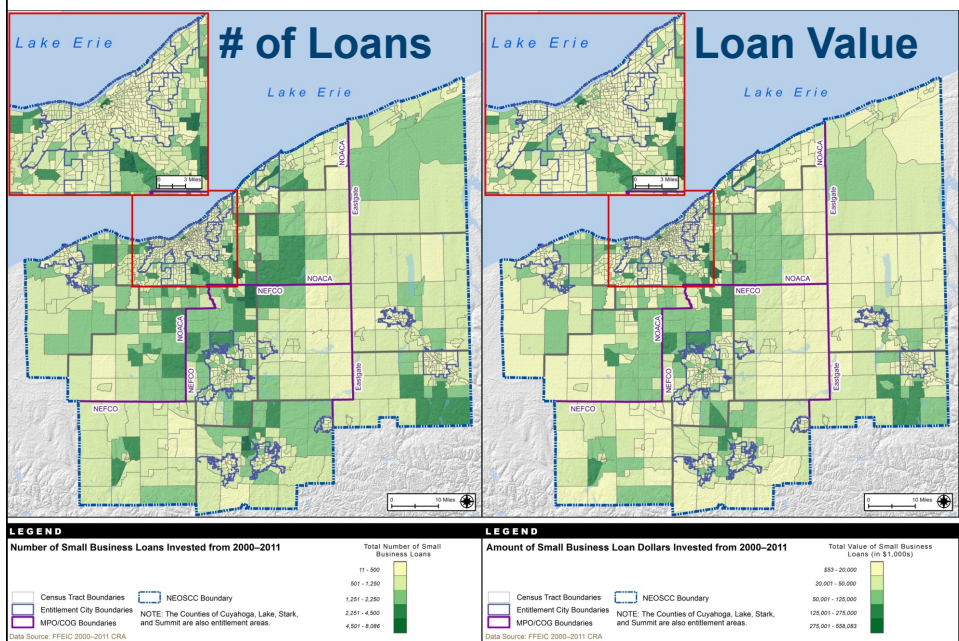 # of Loans
Lake Erie
Lake Erie
0 3 Miles
NOACA
Eastgate
NOACA
NEFCO
NOACA
NEFCO
Eastgate
NEFCO
0 10 Miles
Loan Value
Lake Erie
Lake Erie
0 3 Miles
NOACA
Eastgate
NOACA
NEFCO
NOACA
NEFCO
Eastgate
NEFCO
0 10 Miles
LEGEND
Number of Small Business Loans Invested from 2000–2011
Total Number of Small
Business Loans
11 - 500
501 - 1,250
1,251 - 2,250
2,251 - 4,500
4,501 - 8,086
Census Tract Boundaries
Entitlement City Boundaries
MPO/COG Boundaries
NEOSCC Boundary
NOTE: The Counties of Cuyahoga, Lake, Stark,
and Summit are also entitlement areas.
Data Source: FFEIC 2000–2011 CRA
LEGEND
Amount of Small Business Loan Dollars Invested from 2000–2011
Total Value of Small Business
Loans (in $1,000s)
$53 - 20,000
20,001 - 50,000
50,001 - 125,000
125,001 - 275,000
275,001 - 558,083
Census Tract Boundaries
Entitlement City Boundaries
MPO/COG Boundaries
NEOSCC Boundary
NOTE: The Counties of Cuyahoga, Lake, Stark,
and Summit are also entitlement areas.
Data Source: FFEIC 2000–2011 CRA